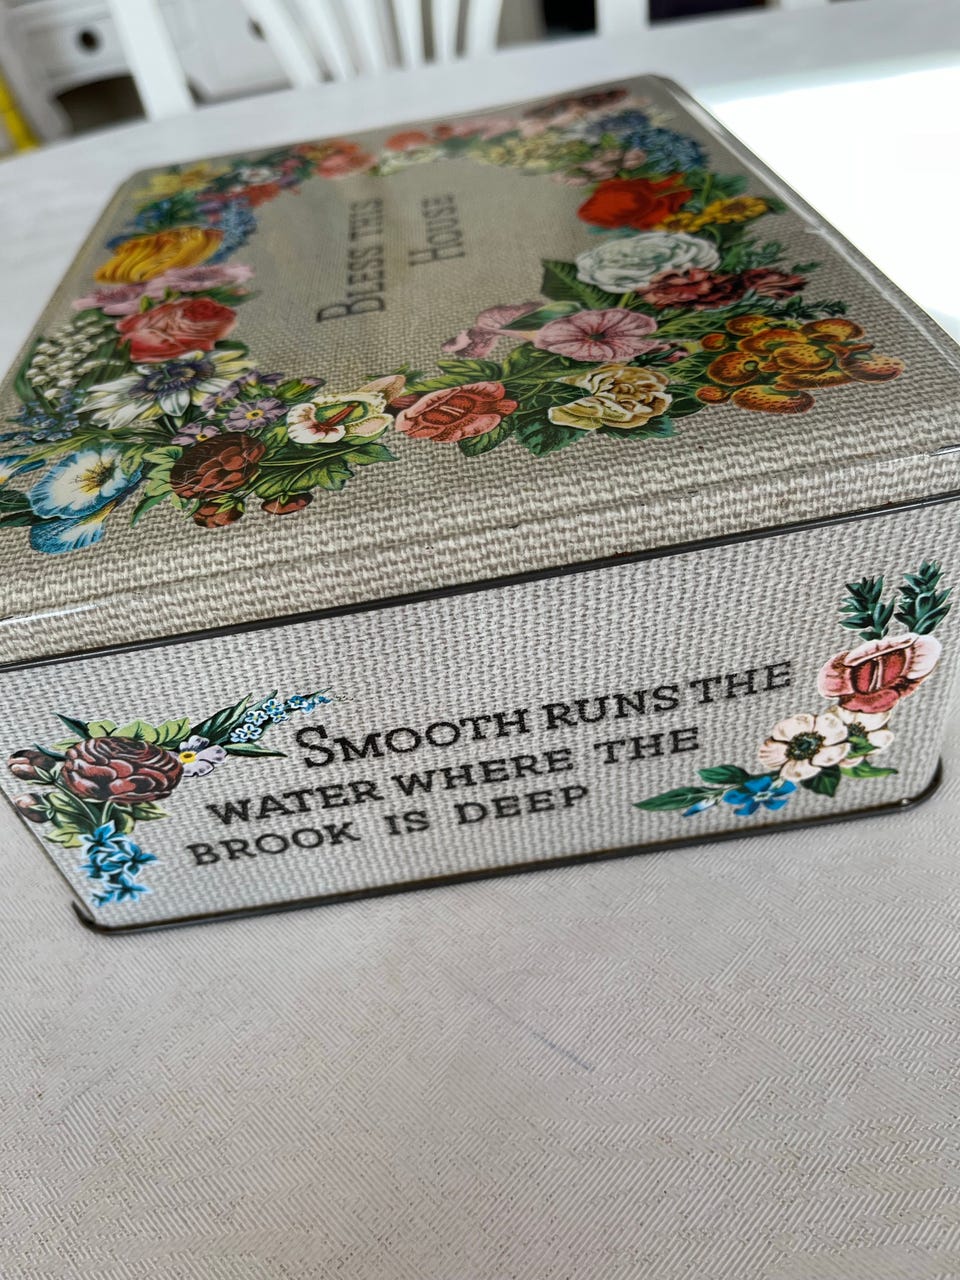 Bless this
House
Smooth runs the
water where the
brook is deep